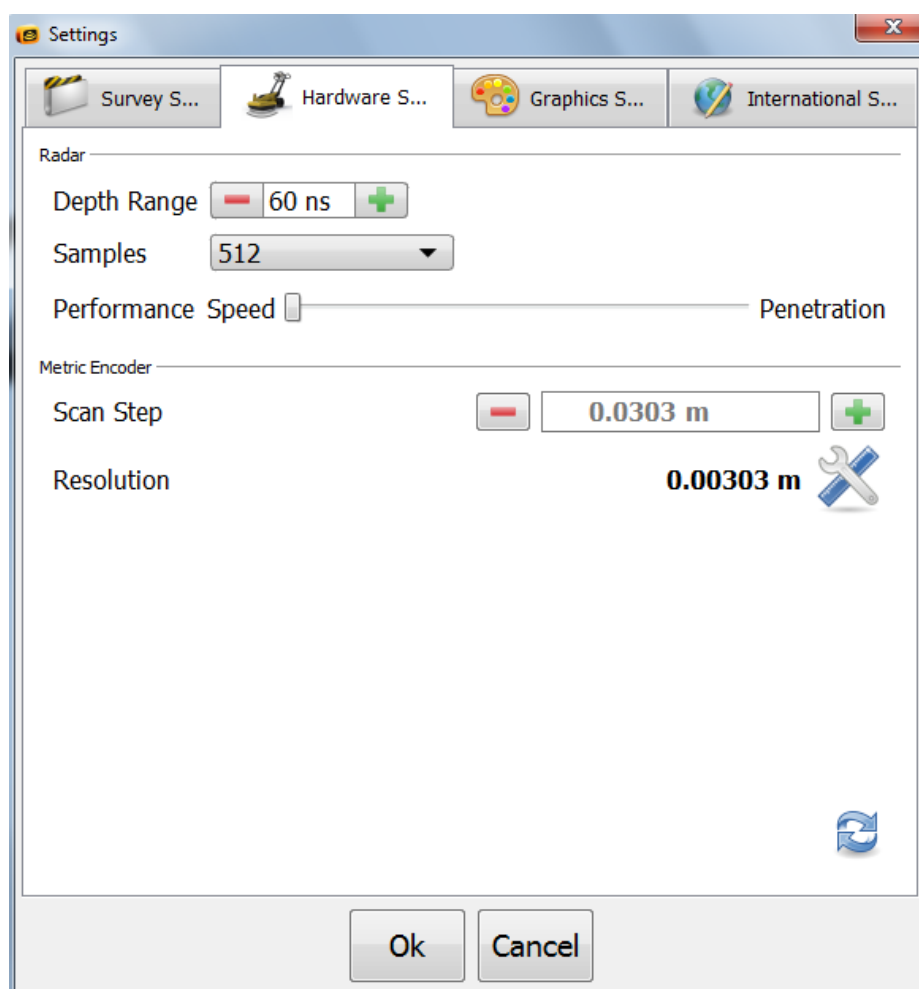 Settings
Survey S... Hardware S... Graphics S... International S...
Radar
Depth Range 60 ns
Samples 512
Performance Speed Penetration
Metric Encoder
Scan Step 0.0303 m
Resolution 0.00303 m
Ok Cancel